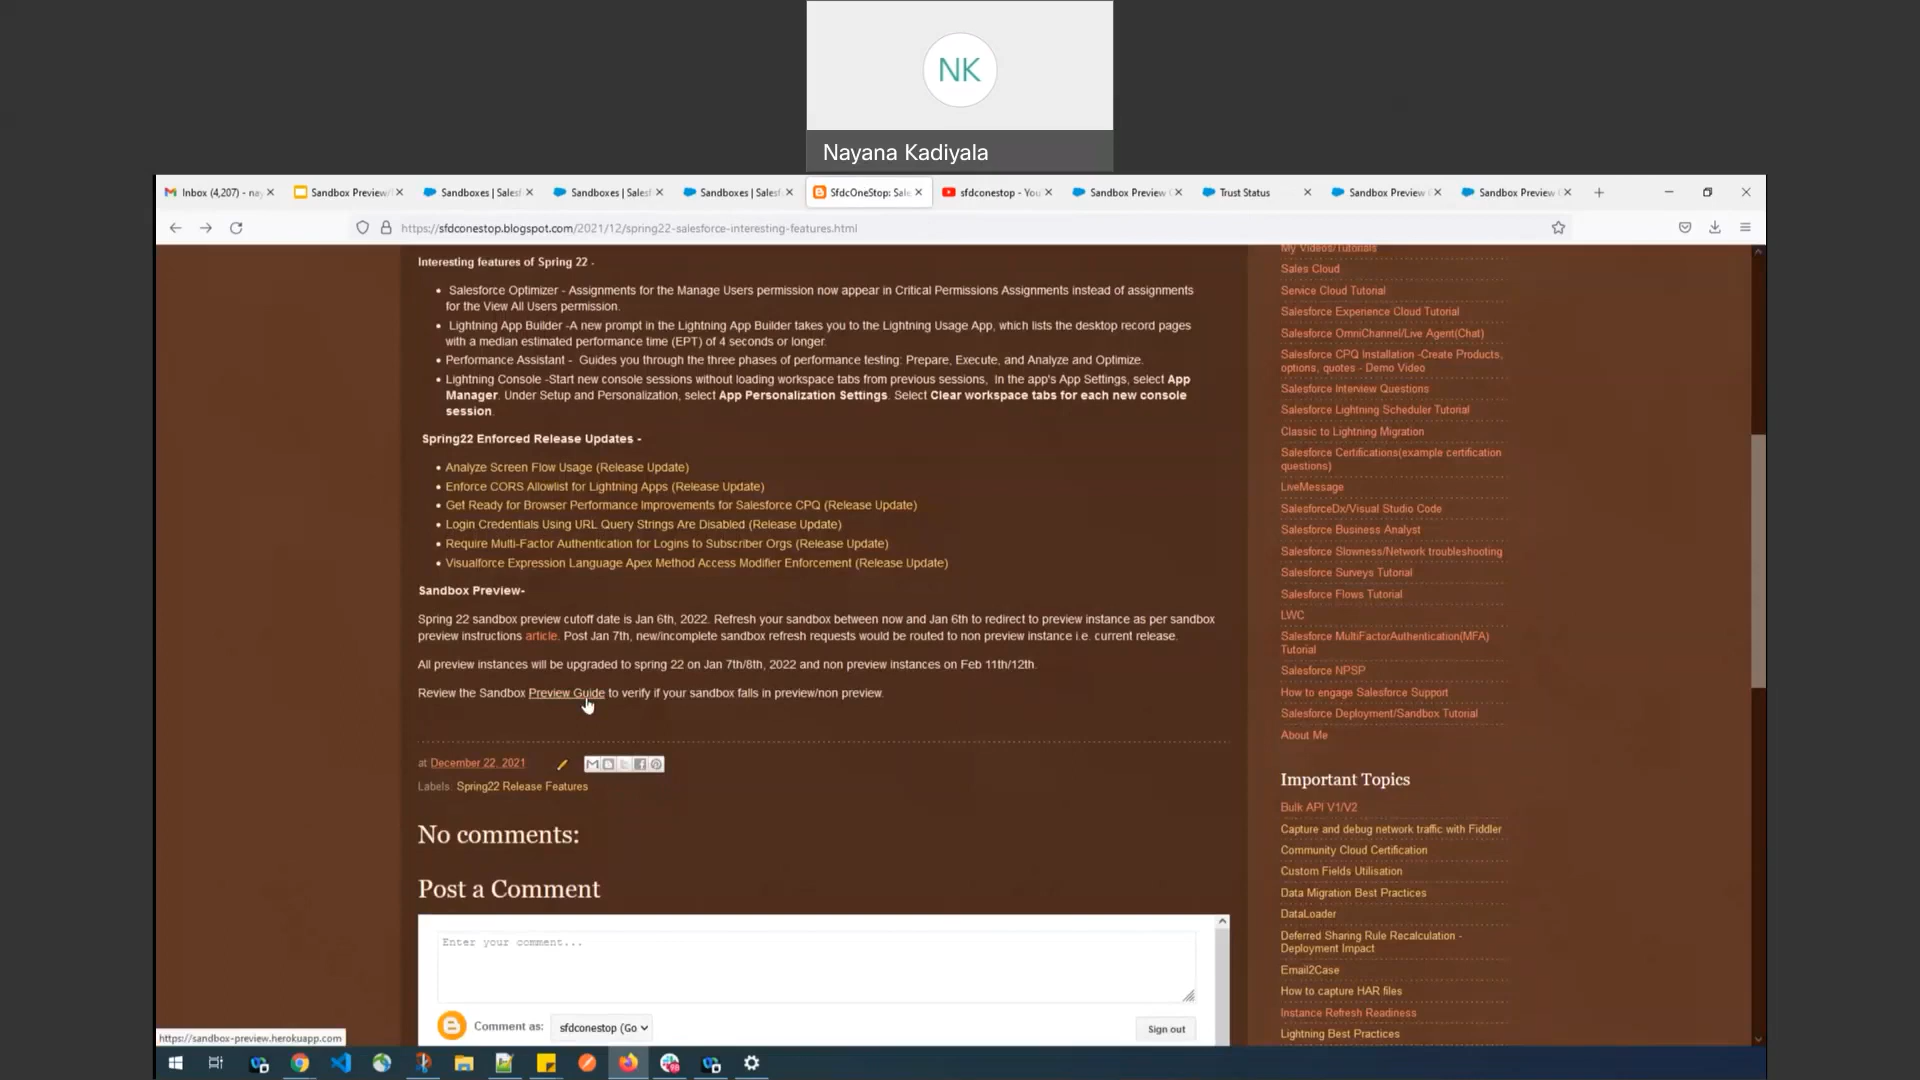 NK
Nayana Kadiyala
Inbox (4,207) - na
Sandbox Preview/
Sandboxes | Salesf
Sandboxes | Salesf
Sandboxes | Salesf
SfdcOneStop: Sale
sfdconestop - You
Sandbox Preview
Trust Status
Sandbox Preview
Sandbox Preview
https://sfdconestop.blogspot.com/2021/12/spring22-salesforce-interesting-features.html
Interesting features of Spring 22 -
Salesforce Optimizer - Assignments for the Manage Users permission now appear in Critical Permissions Assignments instead of assignments
for the View All Users permission.
Lightning App Builder -A new prompt in the Lightning App Builder takes you to the Lightning Usage App, which lists the desktop record pages
with a median estimated performance time (EPT) of 4 seconds or longer.
Performance Assistant - Guides you through the three phases of performance testing: Prepare, Execute, and Analyze and Optimize.
Lightning Console -Start new console sessions without loading workspace tabs from previous sessions, In the app's App Settings, select App
Manager. Under Setup and Personalization, select App Personalization Settings. Select Clear workspace tabs for each new console
session.
Spring22 Enforced Release Updates -
Analyze Screen Flow Usage (Release Update)
Enforce CORS Allowlist for Lightning Apps (Release Update)
Get Ready for Browser Performance Improvements for Salesforce CPQ (Release Update)
Login Credentials Using URL Query Strings Are Disabled (Release Update)
Require Multi-Factor Authentication for Logins to Subscriber Orgs (Release Update)
Visualforce Expression Language Apex Method Access Modifier Enforcement (Release Update)
Sandbox Preview-
Spring 22 sandbox preview cutoff date is Jan 6th, 2022. Refresh your sandbox between now and Jan 6th to redirect to preview instance as per sandbox
preview instructions article. Post Jan 7th, new/incomplete sandbox refresh requests would be routed to non preview instance i.e. current release.
All preview instances will be upgraded to spring 22 on Jan 7th/8th, 2022 and non preview instances on Feb 11th/12th.
Review the Sandbox Preview Guide to verify if your sandbox falls in preview/non preview.
at December 22, 2021
Labels: Spring22 Release Features
No comments:
Post a Comment
Enter your comment...
Comment as: sfdconestop (Go
Sign out
My Videos/Tutorials
Sales Cloud
Service Cloud Tutorial
Salesforce Experience Cloud Tutorial
Salesforce OmniChannel/Live Agent(Chat)
Salesforce CPQ Installation -Create Products,
options, quotes - Demo Video
Salesforce Interview Questions
Salesforce Lightning Scheduler Tutorial
Classic to Lightning Migration
Salesforce Certifications(example certification
questions)
LiveMessage
SalesforceDx/Visual Studio Code
Salesforce Business Analyst
Salesforce Slowness/Network troubleshooting
Salesforce Surveys Tutorial
Salesforce Flows Tutorial
LWC
Salesforce MultiFactorAuthentication(MFA)
Tutorial
Salesforce NPSP
How to engage Salesforce Support
Salesforce Deployment/Sandbox Tutorial
About Me
Important Topics
Bulk API V1/V2
Capture and debug network traffic with Fiddler
Community Cloud Certification
Custom Fields Utilisation
Data Migration Best Practices
DataLoader
Deferred Sharing Rule Recalculation -
Deployment Impact
Email2Case
How to capture HAR files
Instance Refresh Readiness
Lightning Best Practices
https://sandbox-preview.herokuapp.com